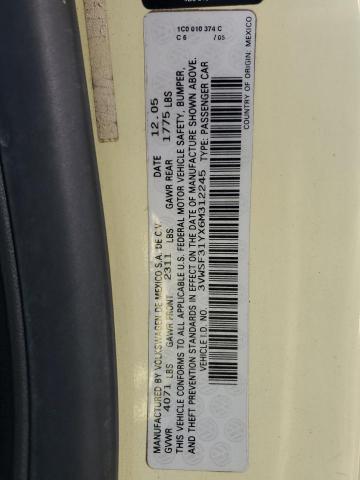 1C0 010 374 C
C 6 / 05
MANUFACTURED BY VOLKSWAGEN DE MEXICO S.A. DE C.V. DATE 12.05
GVWR 4071 LBS GAWR FRONT 2311 LBS GAWR REAR 1775 LBS
THIS VEHICLE CONFORMS TO ALL APPLICABLE U.S. FEDERAL MOTOR VEHICLE SAFETY, BUMPER,
AND THEFT PREVENTION STANDARDS IN EFFECT ON THE DATE OF MANUFACTURE SHOWN ABOVE.
VEHICLE I.D. NO. 3VWSF31YX6M312245 TYPE: PASSENGER CAR
COUNTRY OF ORIGIN: MEXICO